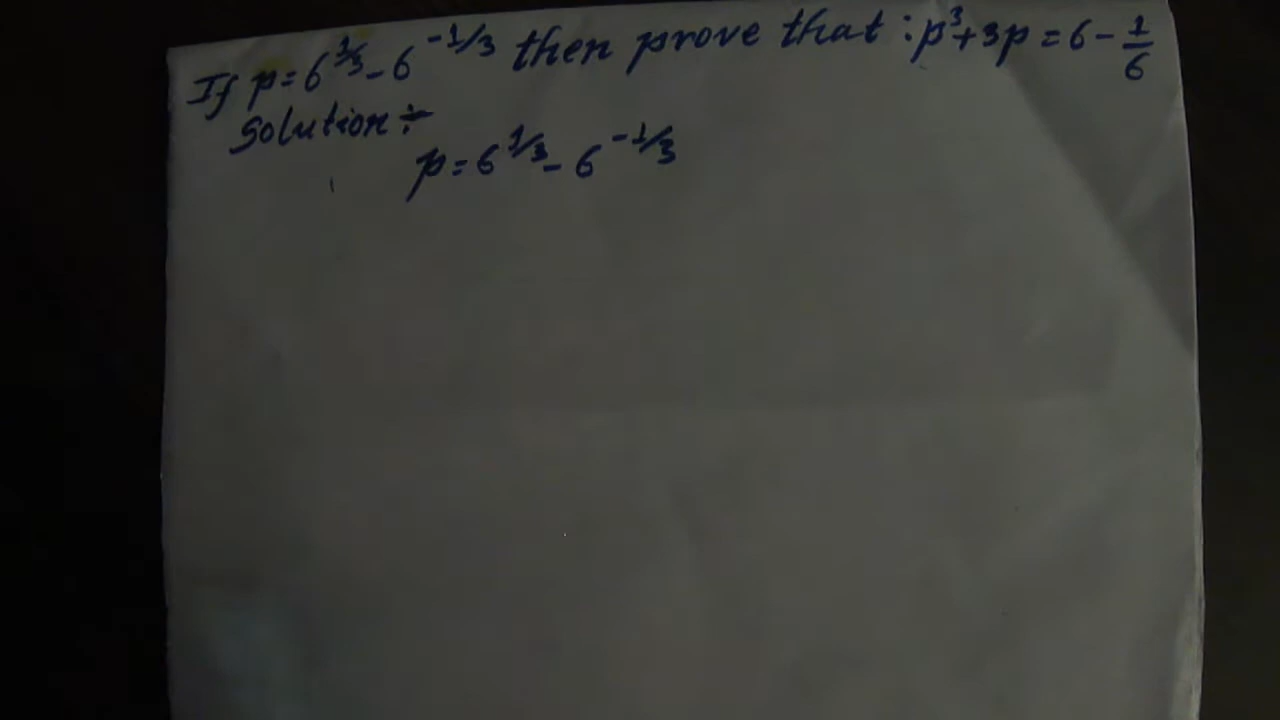 If p = 6^{1/3} - 6^{-1/3} then prove that : p^3 + 3p = 6 - 1/6
Solution ÷
p = 6^{1/3} - 6^{-1/3}